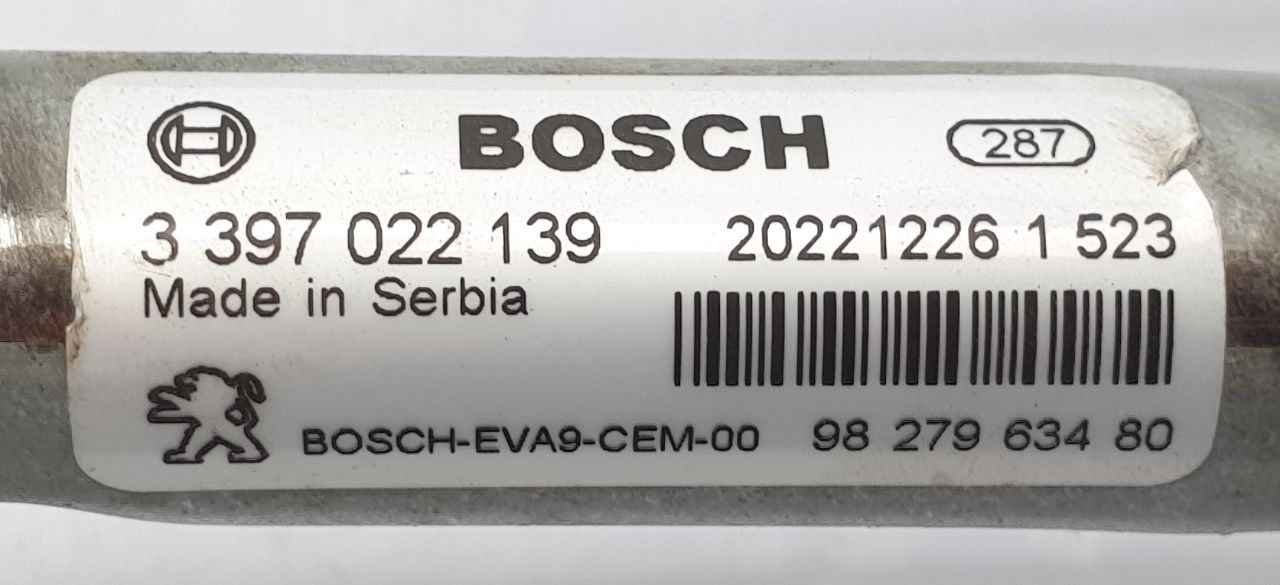 BOSCH 287
3 397 022 139 20221226 1 523
Made in Serbia
BOSCH-EVA9-CEM-00 98 279 634 80